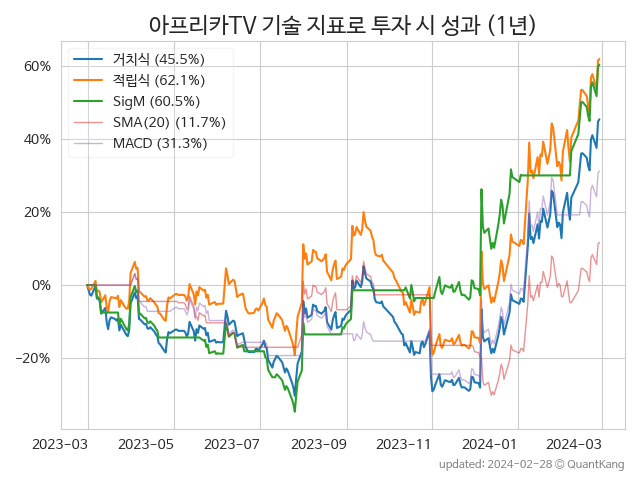 아프리카TV 기술 지표로 투자 시 성과 (1년)
거치식 (45.5%)
적립식 (62.1%)
SigM (60.5%)
SMA(20) (11.7%)
MACD (31.3%)
60%
40%
20%
0%
−20%
2023−03 2023−05 2023−07 2023−09 2023−11 2024−01 2024−03
updated: 2024-02-28 © QuantKang